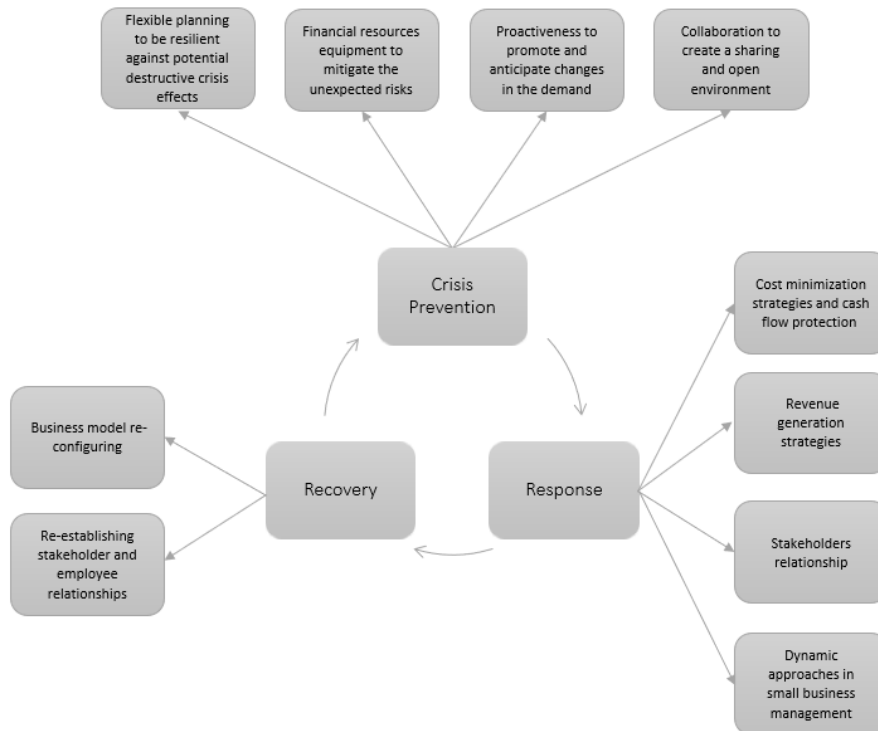 Flexible planning
to be resilient
against potential
destructive crisis
effects
Financial resources
equipment to
mitigate the
unexpected risks
Proactiveness to
promote and
anticipate changes
in the demand
Collaboration to
create a sharing
and open
environment
Crisis
Prevention
Cost minimization
strategies and cash
flow protection
Business model re-
configuring
Revenue
generation
strategies
Recovery
Response
Re-establishing
stakeholder and
employee
relationships
Stakeholders
relationship
Dynamic
approaches in
small business
management